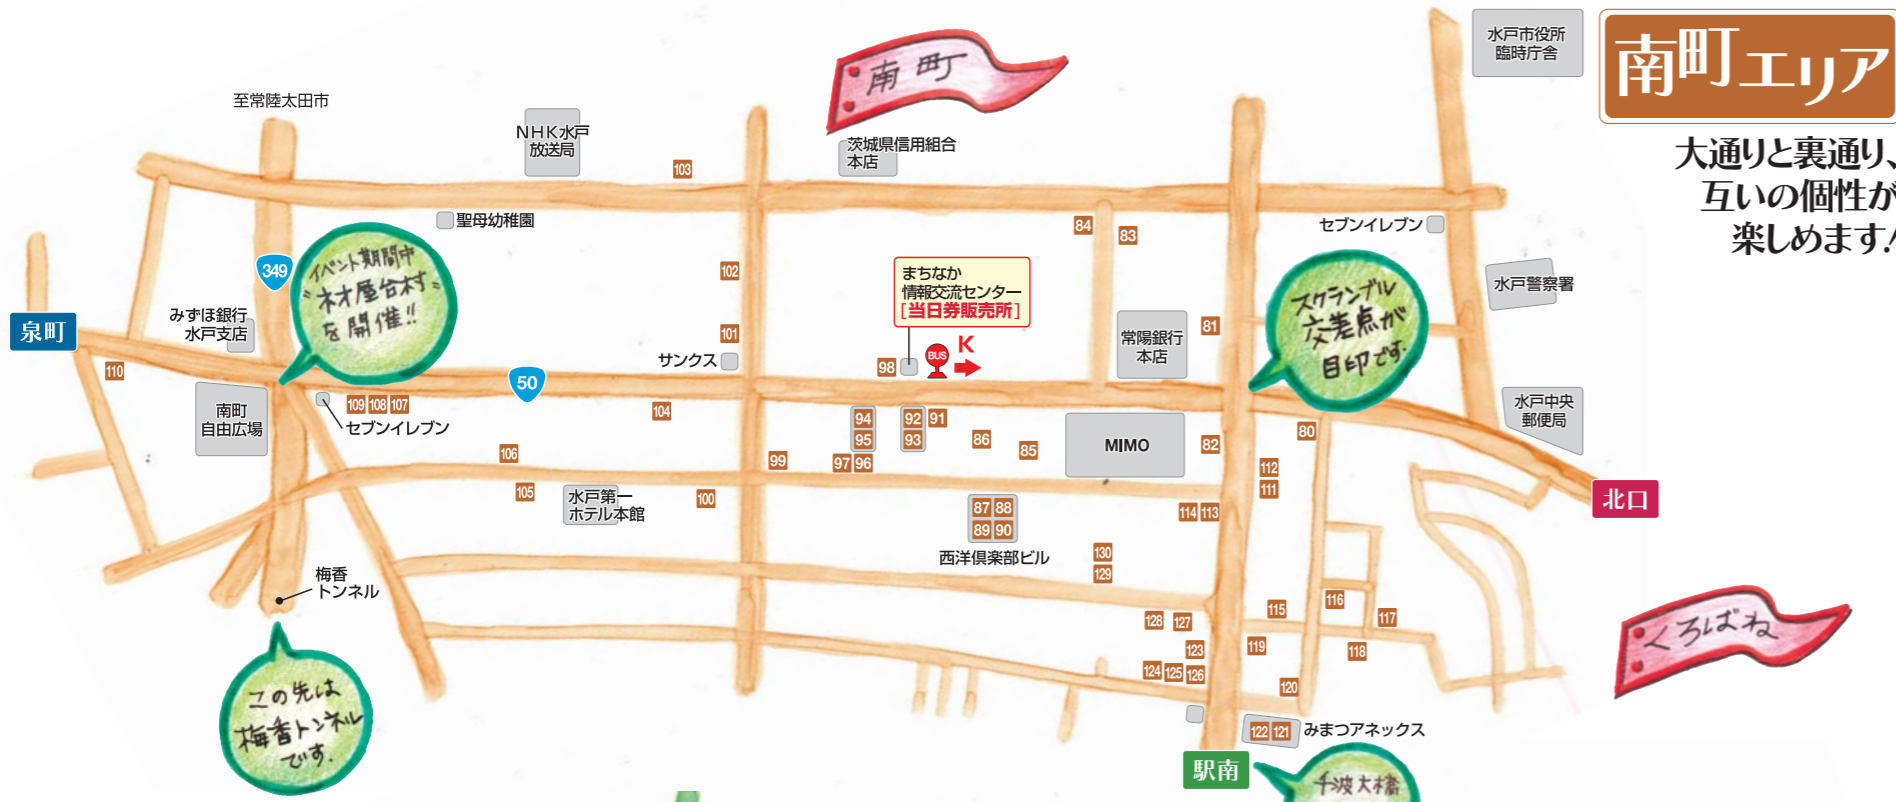 南町エリア
大通りと裏通り、
互いの個性が
楽しめます!
水戸市役所
臨時庁舎
南町
至常陸太田市
NHK水戸
放送局
103
茨城県信用組合
本店
聖母幼稚園
84
83
セブンイレブン
349
イベント期間中
"ネオ屋台村"
を開催!!
102
まちなか
情報交流センター
[当日券販売所]
スクランブル
交差点が
目印です.
水戸警察署
泉町
みずほ銀行
水戸支店
101
サンクス
98
BUS
K
常陽銀行
本店
81
110
50
南町
自由広場
109 108 107
セブンイレブン
104
94
95
92
93
91
86
85
MIMO
82
80
水戸中央
郵便局
106
99
97 96
112
111
北口
105
水戸第一
ホテル本館
100
87 88
89 90
西洋倶楽部ビル
114 113
130
129
梅香
トンネル
128 127
115
116
117
123
119
118
124 125 126
120
くろばね
この先は
梅香トンネル
です.
122 121
みまつアネックス
駅南
千波大橋